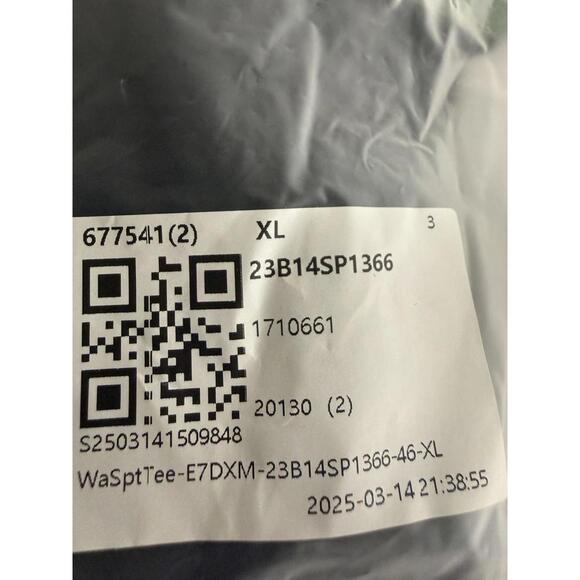 677541(2) XL 3
23B14SP1366
1710661
20130 (2)
S2503141509848
WaSptTee-E7DXM-23B14SP1366-46-XL
2025-03-14 21:38:55